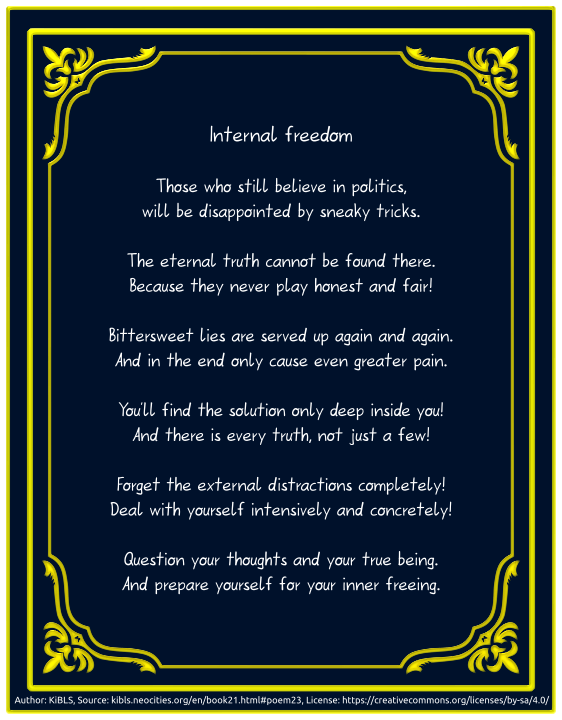 Internal freedom
Those who still believe in politics,
will be disappointed by sneaky tricks.
The eternal truth cannot be found there.
Because they never play honest and fair!
Bittersweet lies are served up again and again.
And in the end only cause even greater pain.
You'll find the solution only deep inside you!
And there is every truth, not just a few!
Forget the external distractions completely!
Deal with yourself intensively and concretely!
Question your thoughts and your true being.
And prepare yourself for your inner freeing.
Author: KiBLS, Source: kibls.neocities.org/en/book21.html#poem23, License: https://creativecommons.org/licenses/by-sa/4.0/